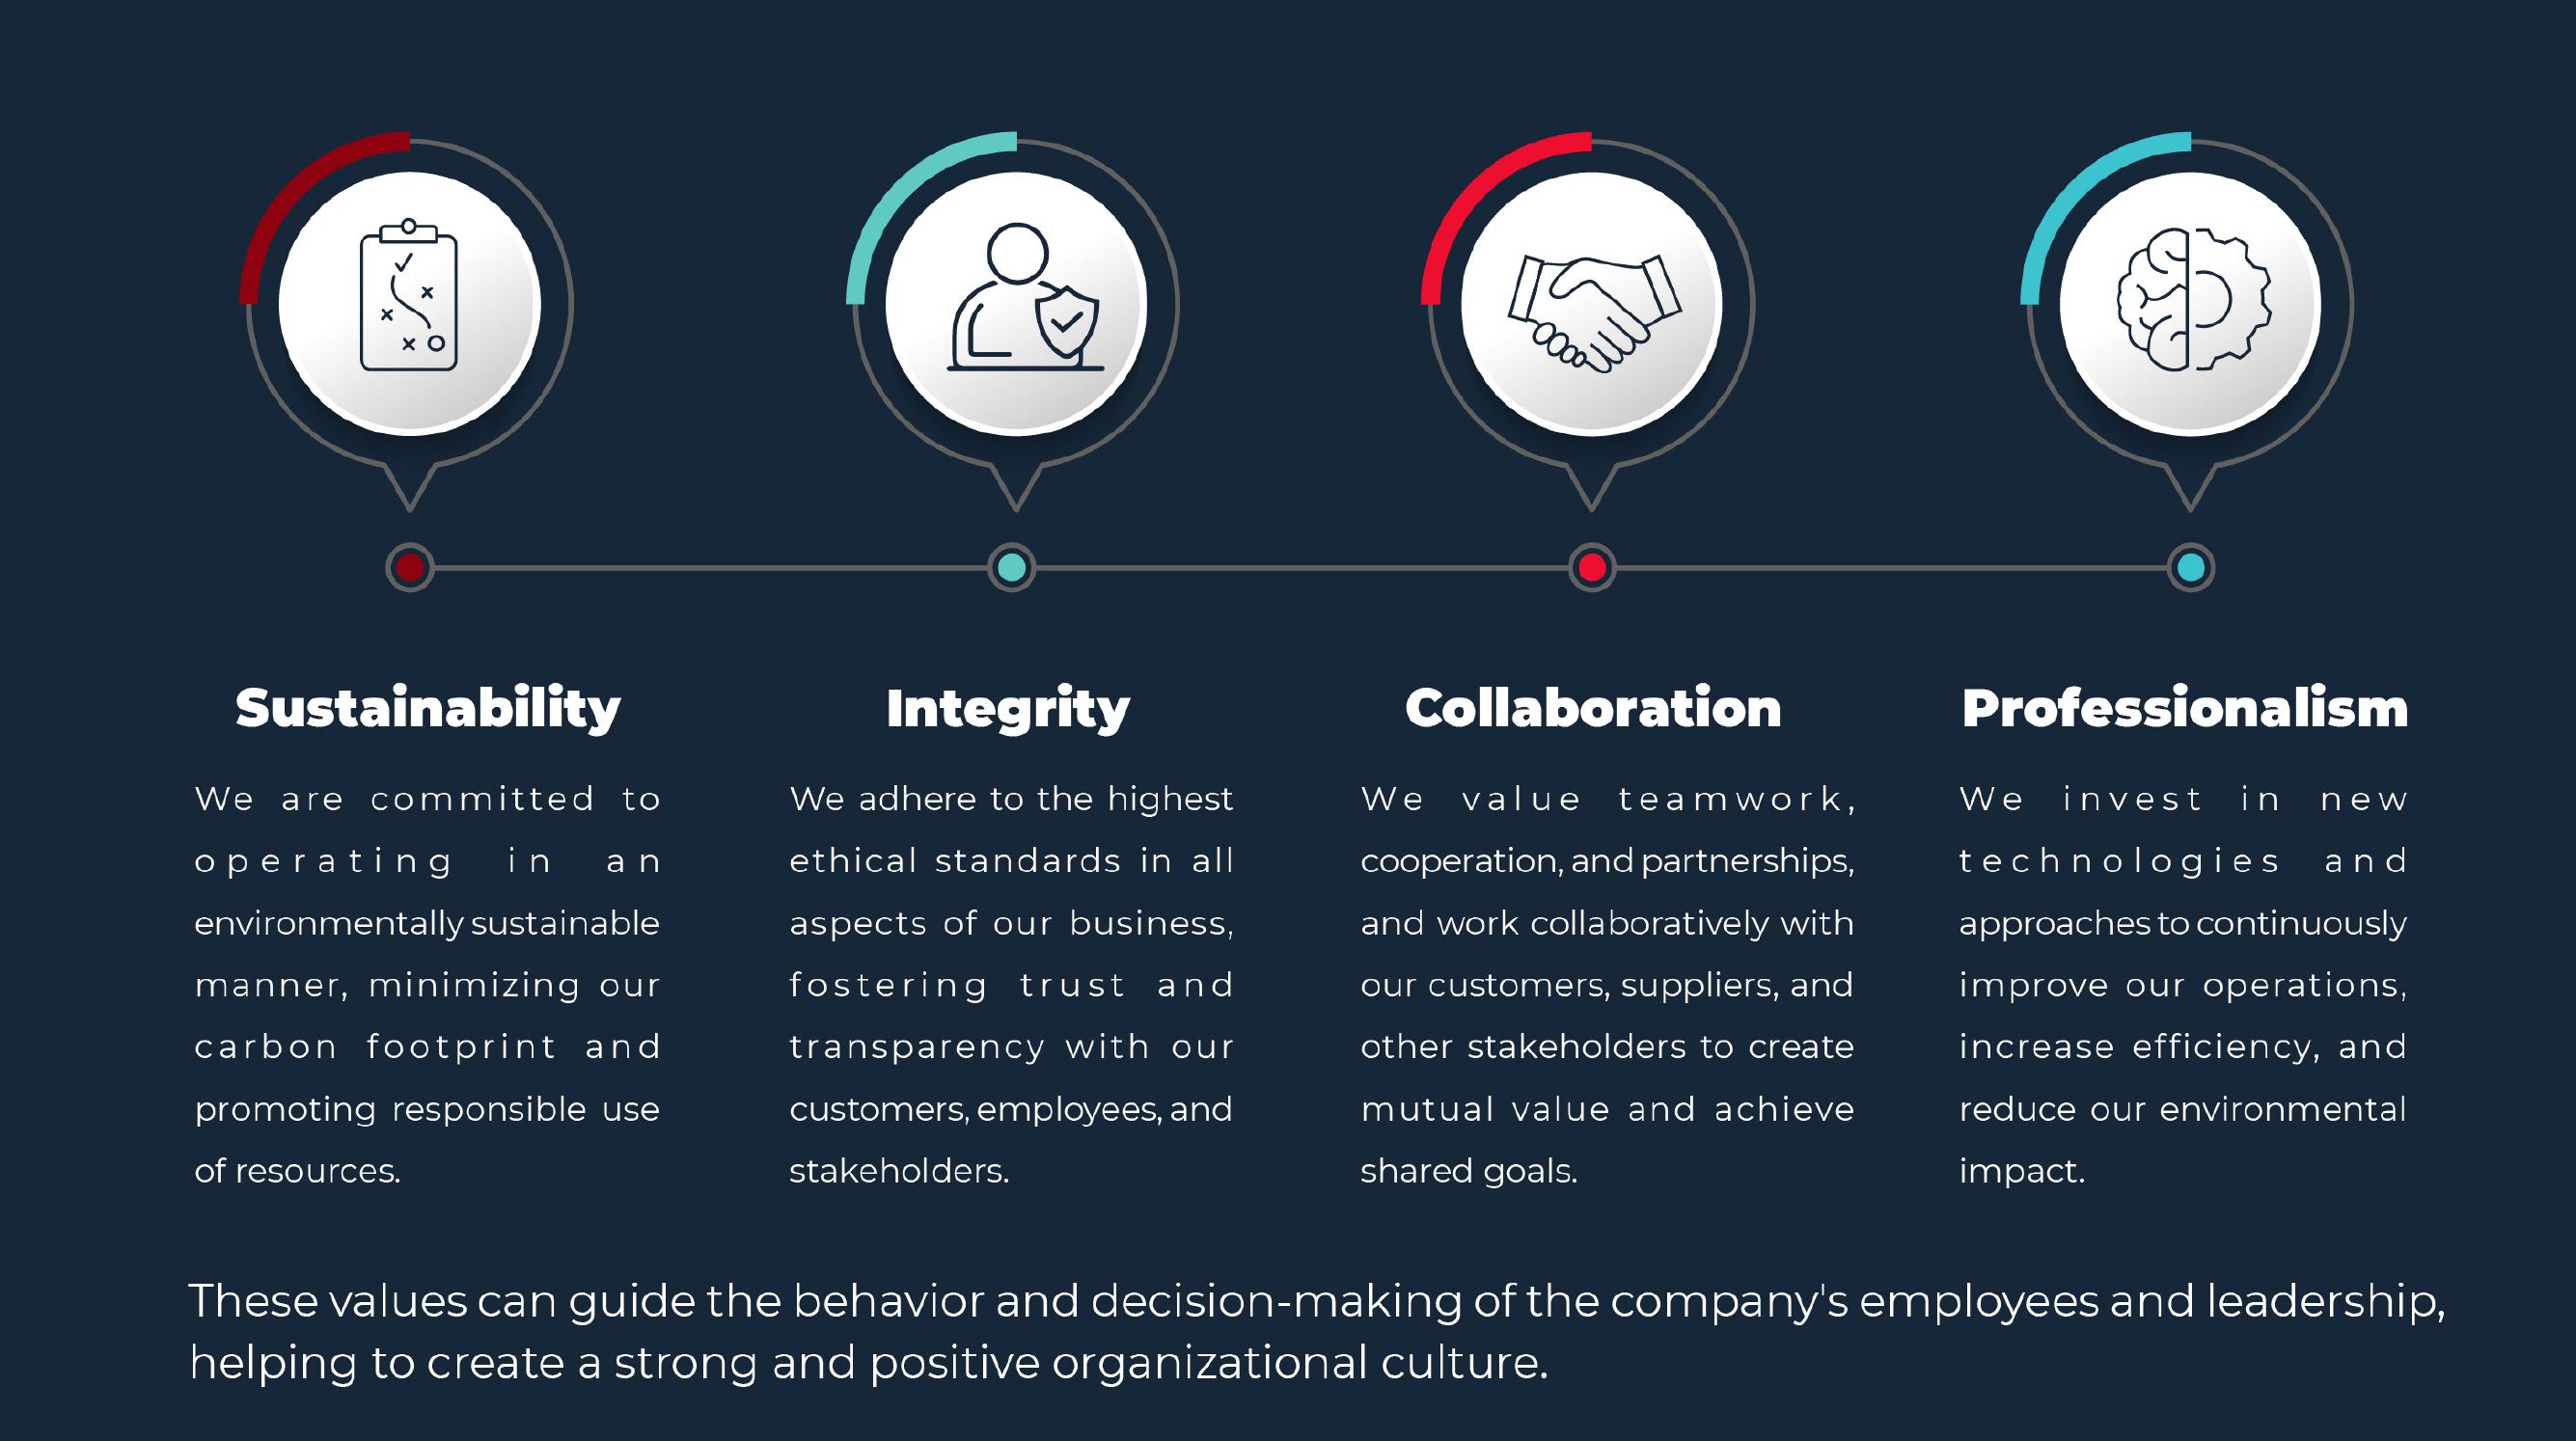 Sustainability
We are committed to
operating in an
environmentally sustainable
manner, minimizing our
carbon footprint and
promoting responsible use
of resources.
Integrity
We adhere to the highest
ethical standards in all
aspects of our business,
fostering trust and
transparency with our
customers, employees, and
stakeholders.
Collaboration
We value teamwork,
cooperation, and partnerships,
and work collaboratively with
our customers, suppliers, and
other stakeholders to create
mutual value and achieve
shared goals.
Professionalism
We invest in new
technologies and
approaches to continuously
improve our operations,
increase efficiency, and
reduce our environmental
impact.
These values can guide the behavior and decision-making of the company's employees and leadership,
helping to create a strong and positive organizational culture.